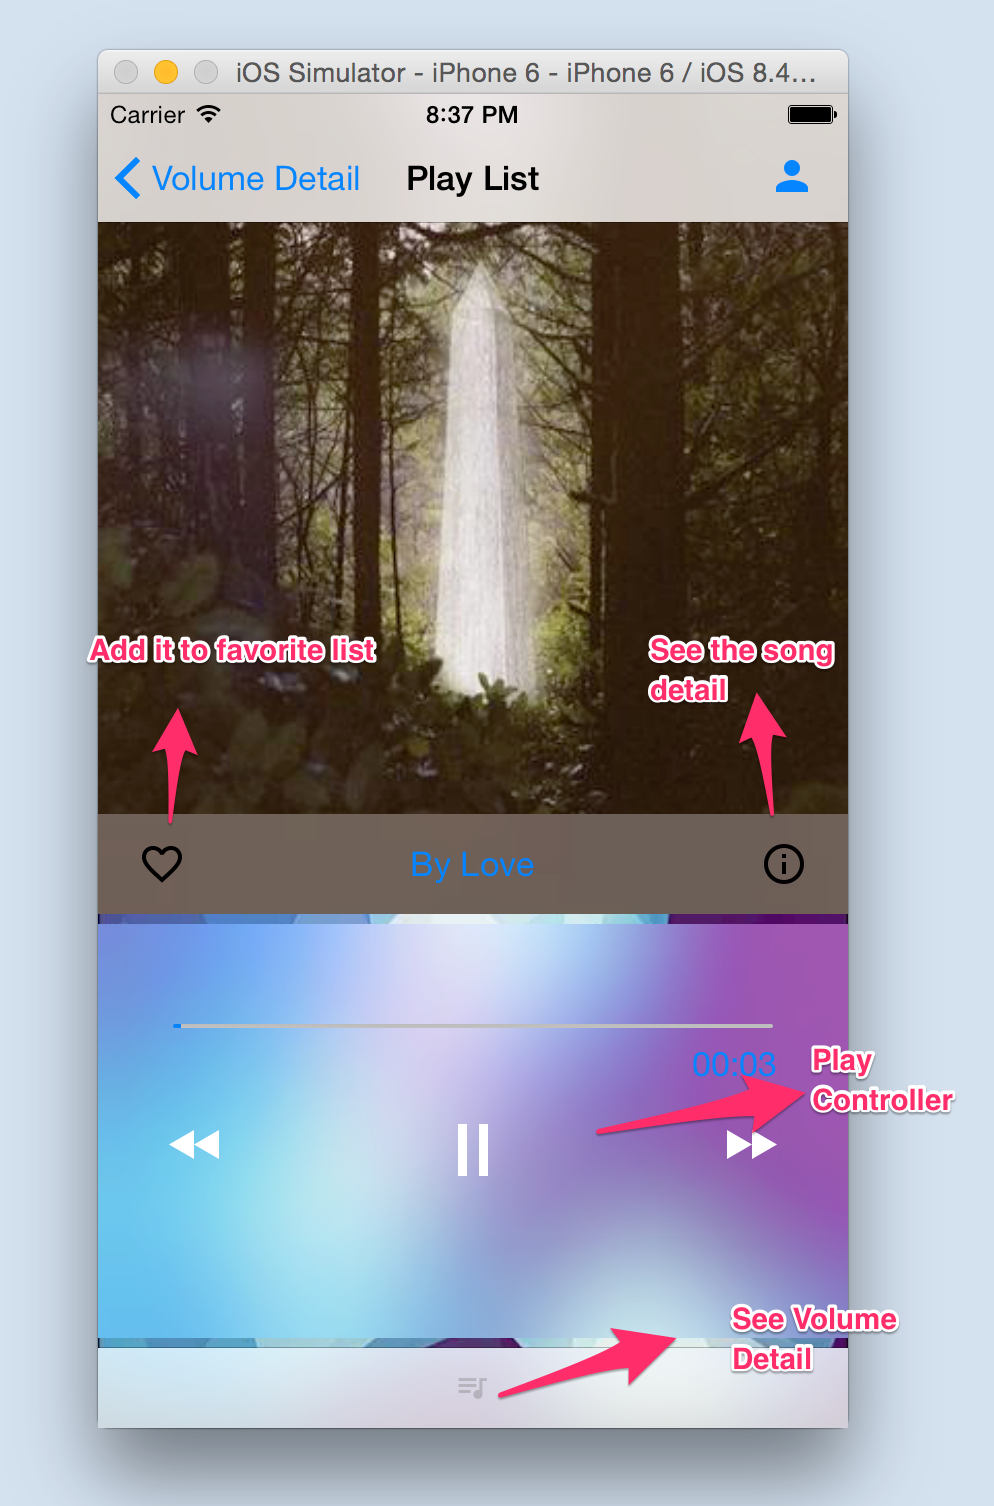 iOS Simulator - iPhone 6 - iPhone 6 / iOS 8.4...
Carrier 8:37 PM
Volume Detail Play List
Add it to favorite list
See the song
detail
By Love
00:03
Play
Controller
See Volume
Detail